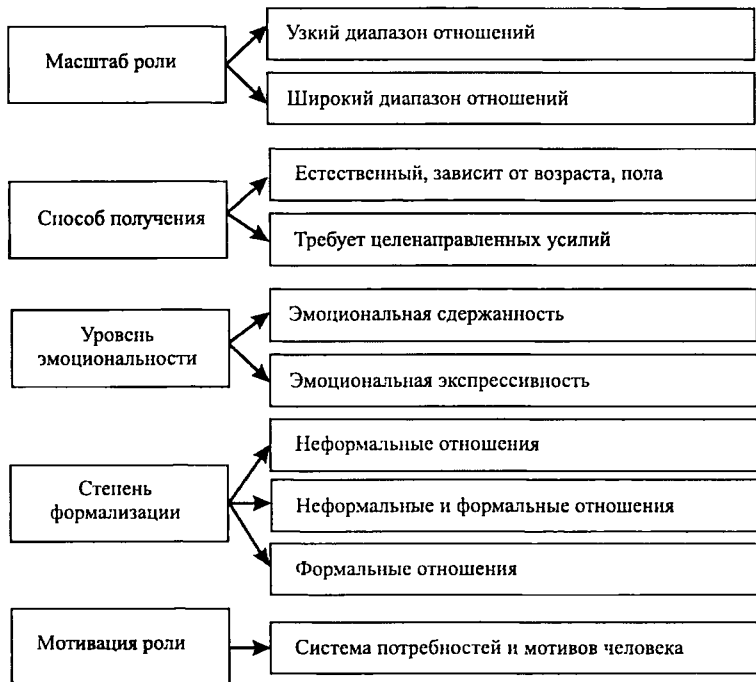 Масштаб роли
Узкий диапазон отношений
Широкий диапазон отношений
Способ получения
Естественный, зависит от возраста, пола
Требует целенаправленных усилий
Уровень
эмоциональности
Эмоциональная сдержанность
Эмоциональная экспрессивность
Степень
формализации
Неформальные отношения
Неформальные и формальные отношения
Формальные отношения
Мотивация роли
Система потребностей и мотивов человека